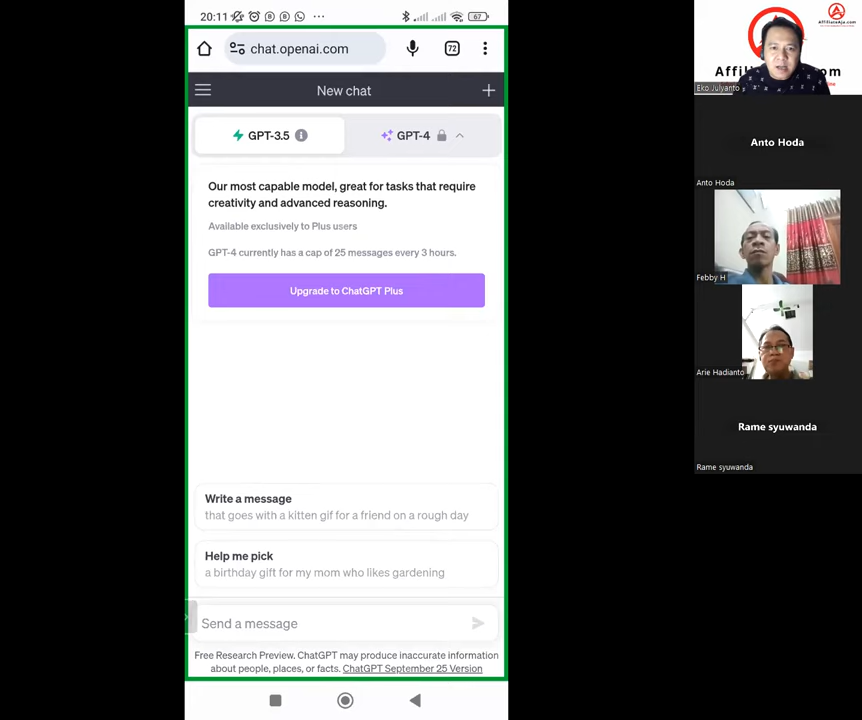 20:11
67
chat.openai.com
72
New chat
GPT-3.5
GPT-4
Our most capable model, great for tasks that require
creativity and advanced reasoning.
Available exclusively to Plus users
GPT-4 currently has a cap of 25 messages every 3 hours.
Upgrade to ChatGPT Plus
Write a message
that goes with a kitten gif for a friend on a rough day
Help me pick
a birthday gift for my mom who likes gardening
Send a message
Free Research Preview. ChatGPT may produce inaccurate information
about people, places, or facts. ChatGPT September 25 Version
AffiliateAja.com
Eko Julyanto
Anto Hoda
Anto Hoda
Febby H
Arie Hadianto
Rame syuwanda
Rame syuwanda